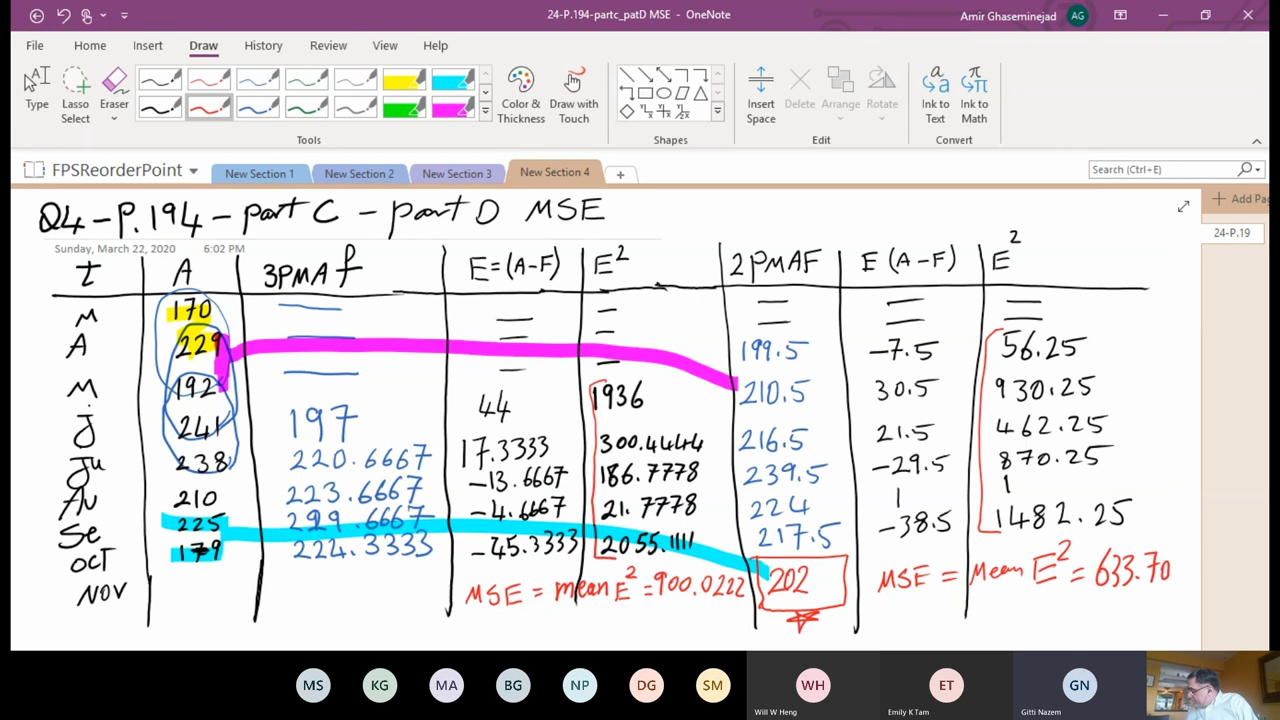 24-P.194-partc_patD MSE - OneNote
Amir Ghaseminejad AG
File Home Insert Draw History Review View Help
Type
Lasso Select
Eraser
Color & Thickness
Draw with Touch
Insert Space
Delete
Arrange
Rotate
Ink to Text
Ink to Math
Tools Shapes Edit Convert
FPSReorderPoint New Section 1 New Section 2 New Section 3 New Section 4 Search (Ctrl+E)
Add Pag
24-P.19
Q4-P.194-part C - part D MSE
Sunday, March 22, 2020 6:02 PM
t A 3PMAf E=(A-F) E² 2PMAF E(A-F) E²
M 170
A 229
M. 192 199.5 -7.5 56.25
J 241 197 44 1936 210.5 30.5 930.25
Ju 238 220.6667 17.3333 300.4444 216.5 21.5 462.25
Au 210 223.6667 -13.6667 186.7778 239.5 -29.5 870.25
Se 225 229.6667 -4.6667 21.7778 224 1 1
OCT 179 224.3333 -45.3333 2055.1111 217.5 -38.5 1482.25
NOV 202
MSE = mean E² = 900.0222
MSE = Mean E² = 633.70
MS KG MA BG NP DG SM WH ET GN
Will W Heng Emily K Tam Gitti Nazem